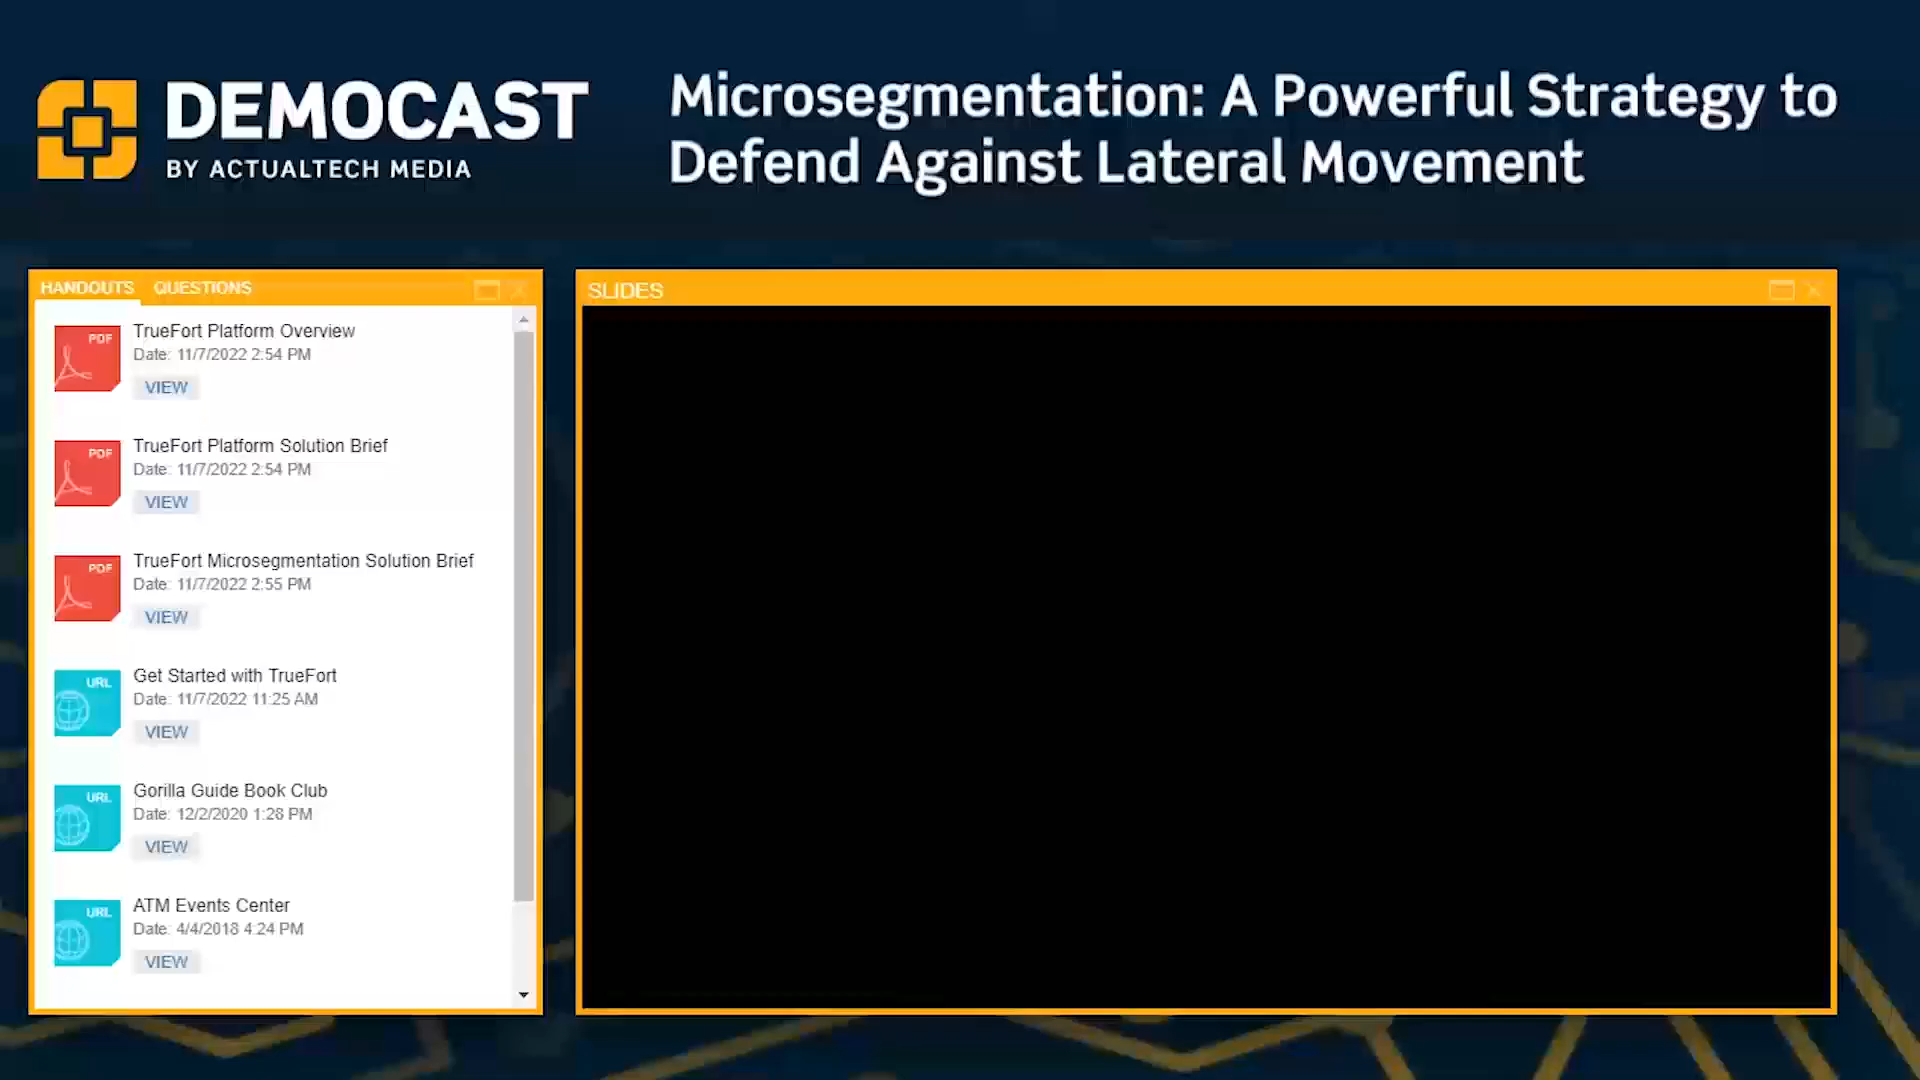 DEMOCAST
BY ACTUALTECH MEDIA
Microsegmentation: A Powerful Strategy to
Defend Against Lateral Movement
HANDOUTS QUESTIONS
PDF
TrueFort Platform Overview
Date: 11/7/2022 2:54 PM
VIEW
PDF
TrueFort Platform Solution Brief
Date: 11/7/2022 2:54 PM
VIEW
PDF
TrueFort Microsegmentation Solution Brief
Date: 11/7/2022 2:55 PM
VIEW
URL
Get Started with TrueFort
Date: 11/7/2022 11:25 AM
VIEW
URL
Gorilla Guide Book Club
Date: 12/2/2020 1:28 PM
VIEW
URL
ATM Events Center
Date: 4/4/2018 4:24 PM
VIEW
SLIDES